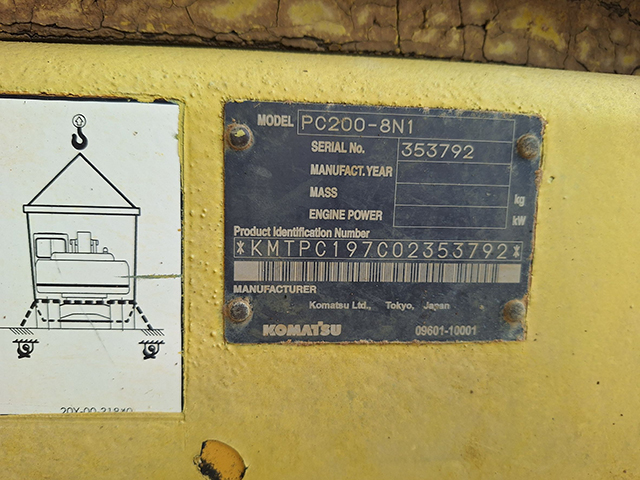 MODEL PC200-8N1
SERIAL No. 353792
MANUFACT. YEAR
MASS kg
ENGINE POWER kW
Product Identification Number
*KMTPC197C02353792*
MANUFACTURER
Komatsu Ltd., Tokyo, Japan
KOMATSU 09601-10001